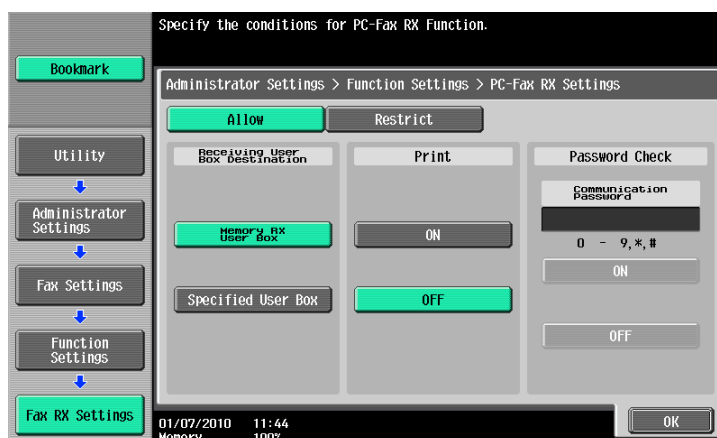 Specify the conditions for PC-Fax RX Function.
Bookmark
Administrator Settings > Function Settings > PC-Fax RX Settings
Allow
Restrict
Utility
Administrator
Settings
Fax Settings
Function
Settings
Fax RX Settings
Receiving User
Box Destination
Memory RX
User Box
Specified User Box
Print
ON
OFF
Password Check
Communication
Password
0 - 9,*,#
ON
OFF
01/07/2010 11:44
Memory 100%
OK